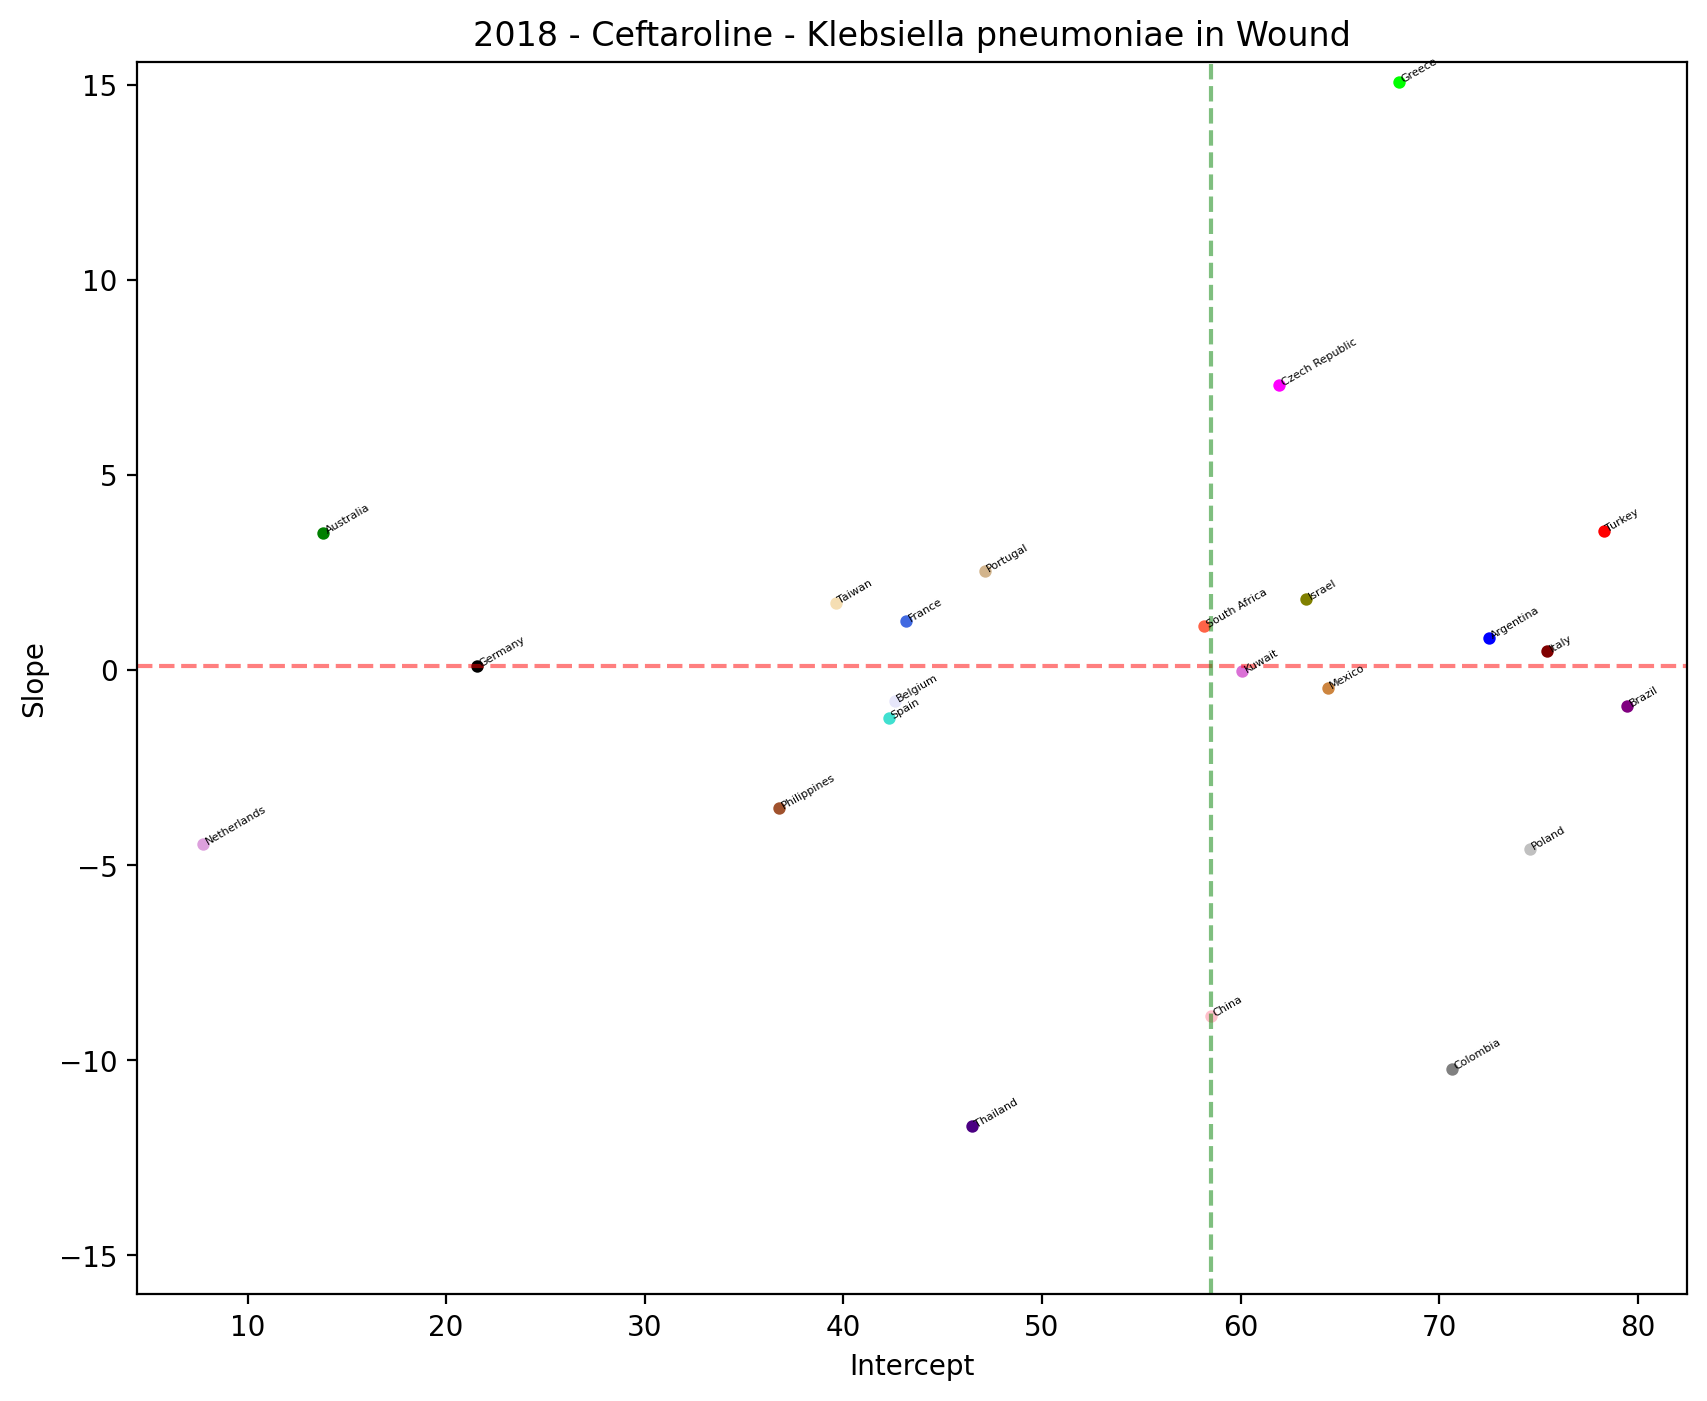 2018 - Ceftaroline - Klebsiella pneumoniae in Wound
15
10
5
0
−5
−10
−15
Slope
Greece
Czech Republic
Australia
Turkey
Portugal
Taiwan
France
South Africa
Israel
Argentina
Italy
Germany
Kuwait
Mexico
Belgium
Spain
Brazil
Philippines
Netherlands
Poland
China
Colombia
Thailand
10 20 30 40 50 60 70 80
Intercept